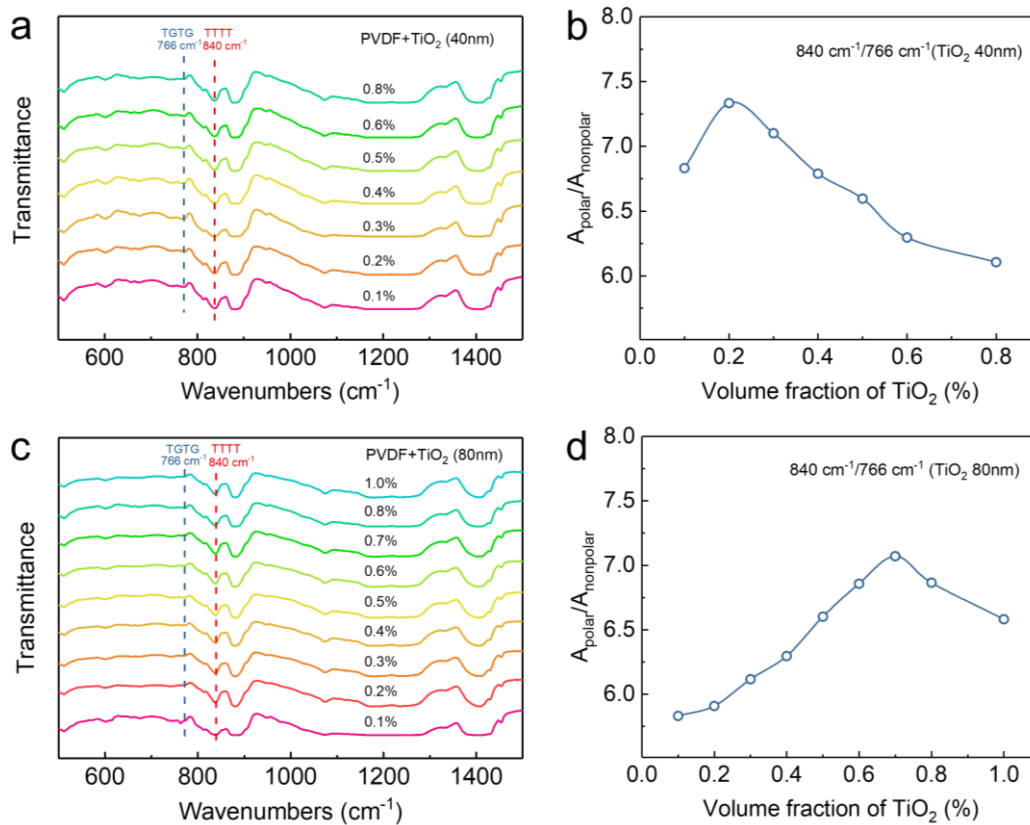 a
TGTG
766 cm⁻¹
TTTT
840 cm⁻¹
PVDF+TiO₂ (40nm)
0.8%
0.6%
0.5%
0.4%
0.3%
0.2%
0.1%
Transmittance
600 800 1000 1200 1400
Wavenumbers (cm⁻¹)
b
840 cm⁻¹/766 cm⁻¹(TiO₂ 40nm)
8.0
7.5
7.0
6.5
6.0
A_polar/A_nonpolar
0.0 0.2 0.4 0.6 0.8
Volume fraction of TiO₂ (%)
c
TGTG
766 cm⁻¹
TTTT
840 cm⁻¹
PVDF+TiO₂ (80nm)
1.0%
0.8%
0.7%
0.6%
0.5%
0.4%
0.3%
0.2%
0.1%
Transmittance
600 800 1000 1200 1400
Wavenumbers (cm⁻¹)
d
840 cm⁻¹/766 cm⁻¹ (TiO₂ 80nm)
8.0
7.5
7.0
6.5
6.0
A_polar/A_nonpolar
0.0 0.2 0.4 0.6 0.8 1.0
Volume fraction of TiO₂ (%)